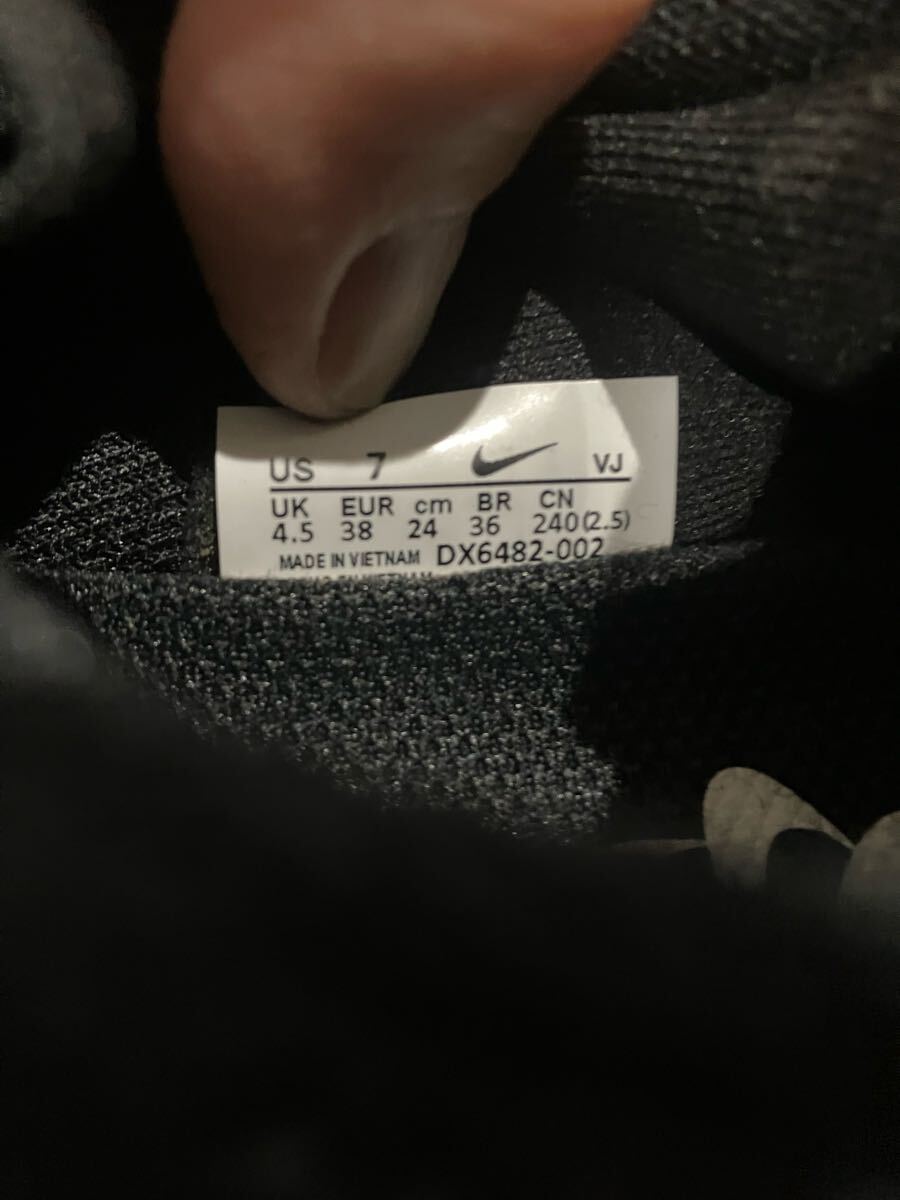 US 7 VJ
UK EUR cm BR CN
4.5 38 24 36 240(2.5)
MADE IN VIETNAM DX6482-002